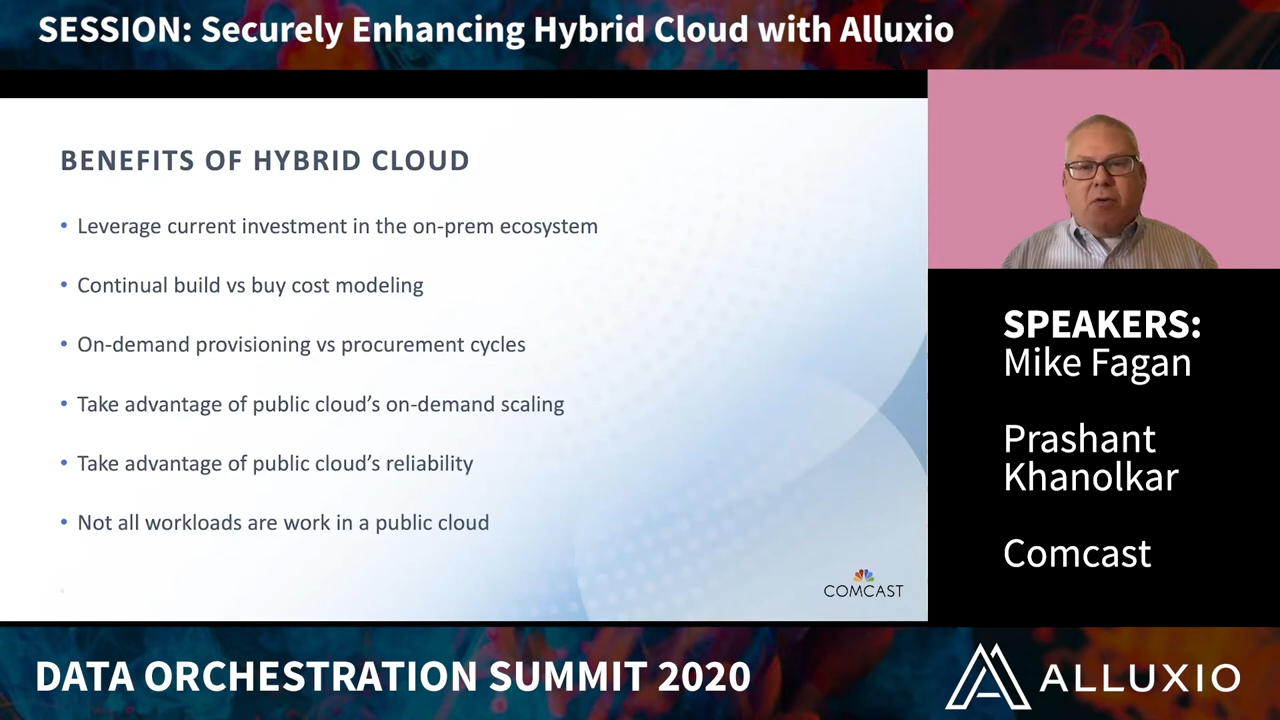 SESSION: Securely Enhancing Hybrid Cloud with Alluxio
BENEFITS OF HYBRID CLOUD
• Leverage current investment in the on-prem ecosystem
• Continual build vs buy cost modeling
• On-demand provisioning vs procurement cycles
• Take advantage of public cloud’s on-demand scaling
• Take advantage of public cloud’s reliability
• Not all workloads are work in a public cloud
COMCAST
SPEAKERS:
Mike Fagan
Prashant
Khanolkar
Comcast
DATA ORCHESTRATION SUMMIT 2020
ALLUXIO